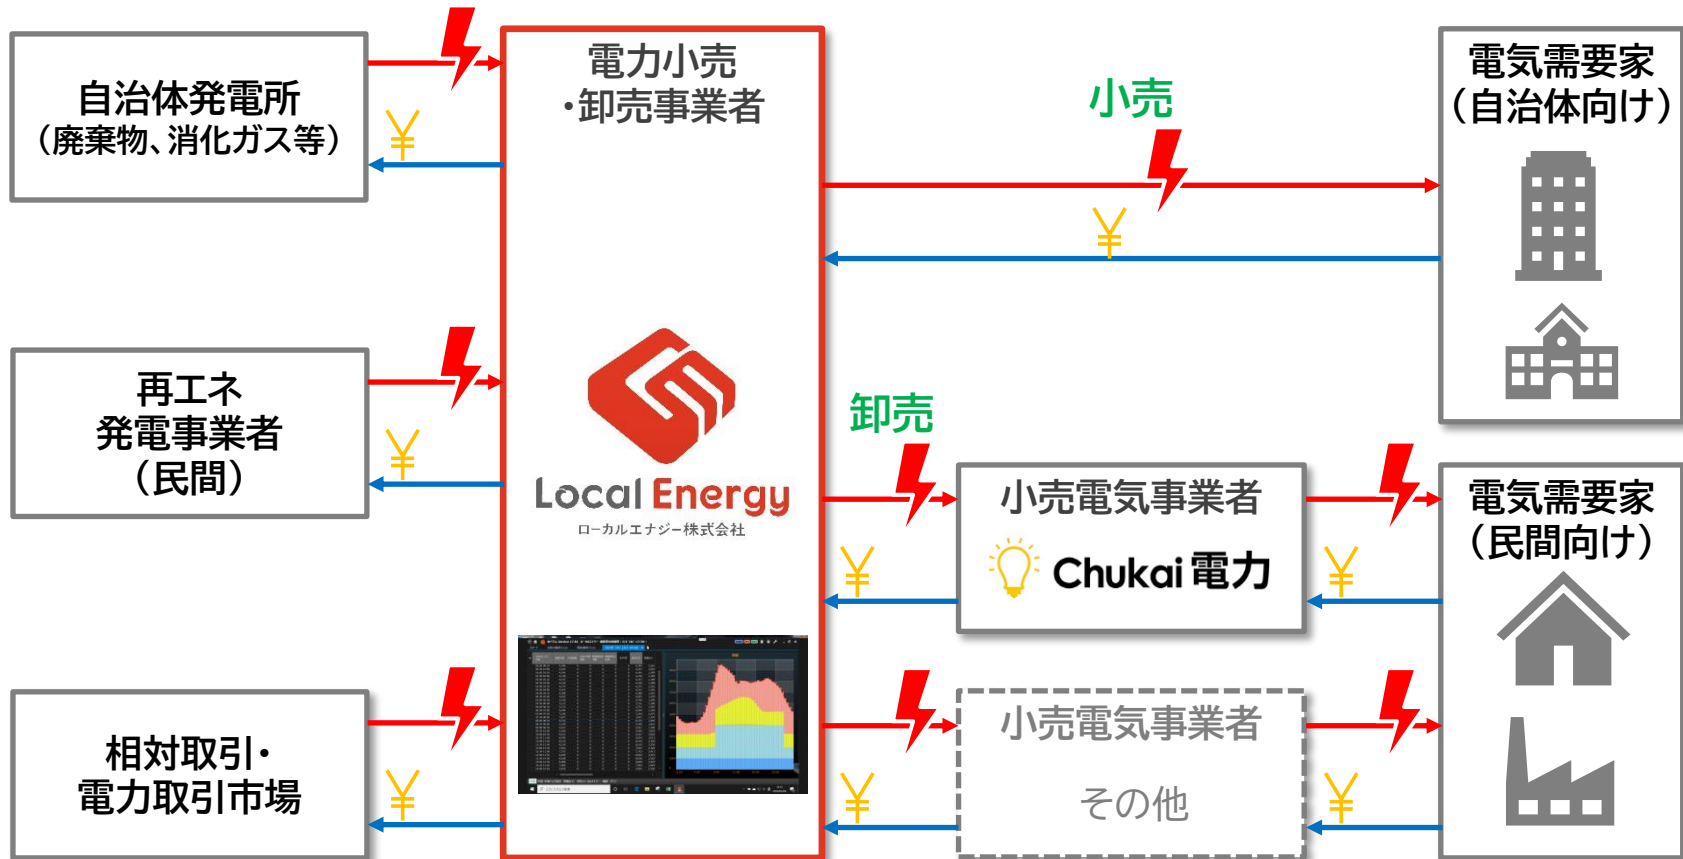 自治体発電所
（廃棄物、消化ガス等）
¥
再エネ
発電事業者
（民間）
¥
相対取引・
電力取引市場
¥
電力小売
・卸売事業者
Local Energy
ローカルエナジー株式会社
小売
¥
卸売
¥
小売電気事業者
Chukai電力
¥
¥
小売電気事業者
その他
¥
電気需要家
（自治体向け）
電気需要家
（民間向け）